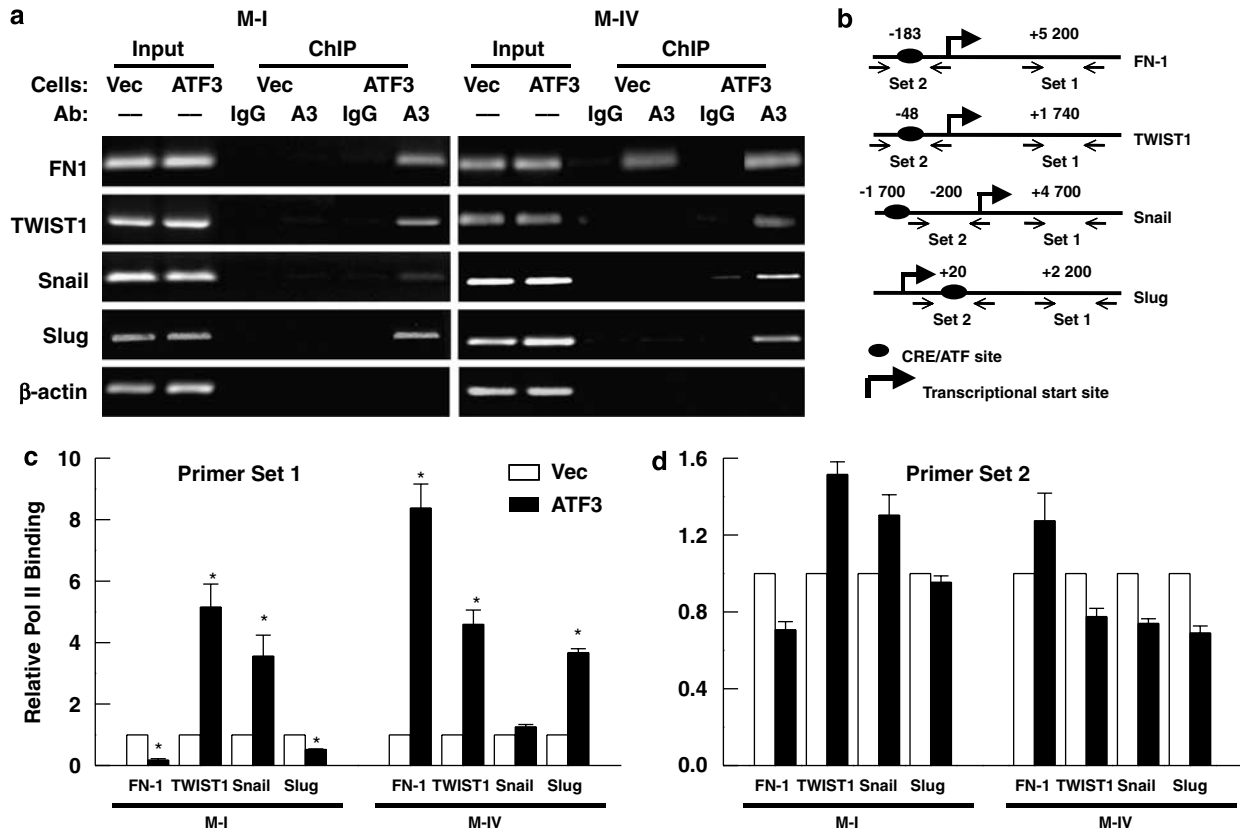 a
M-I
M-IV
Input
ChIP
Input
ChIP
Cells: Vec ATF3 Vec ATF3 Vec ATF3 Vec ATF3
Ab: — — IgG A3 IgG A3 — — IgG A3 IgG A3
FN1
TWIST1
Snail
Slug
β-actin
b
-183
+5 200
FN-1
Set 2
Set 1
-48
+1 740
TWIST1
Set 2
Set 1
-1 700
-200
+4 700
Snail
Set 2
Set 1
+20
+2 200
Slug
Set 2
Set 1
CRE/ATF site
Transcriptional start site
c
Primer Set 1
Vec
ATF3
Relative Pol II Binding
10
8
6
4
2
0
*
*
*
*
*
*
*
FN-1 TWIST1 Snail Slug
FN-1 TWIST1 Snail Slug
M-I
M-IV
d
Primer Set 2
1.6
1.2
0.8
0.4
0.0
FN-1 TWIST1 Snail Slug
FN-1 TWIST1 Snail Slug
M-I
M-IV